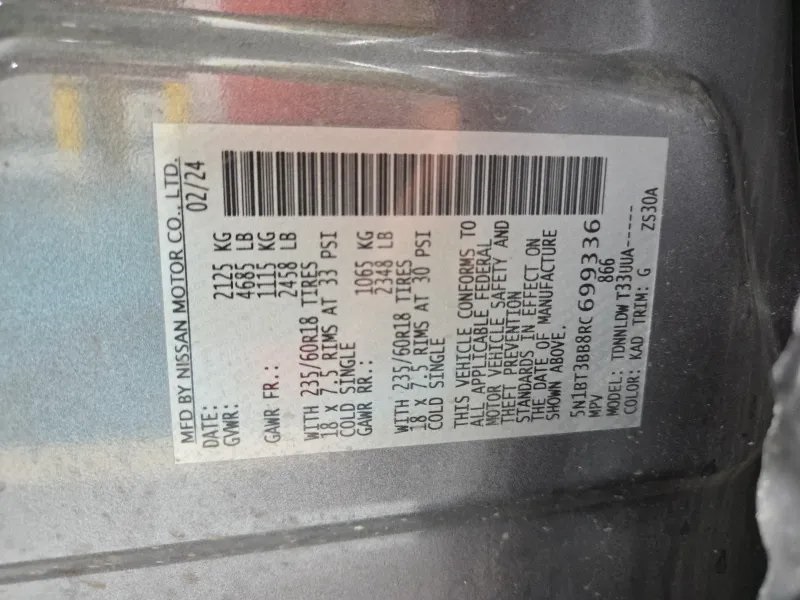 MFD BY NISSAN MOTOR CO., LTD.
DATE: 02/24
GVWR: 2125 KG
4685 LB
GAWR FR.: 1115 KG
2458 LB
WITH 235/60R18 TIRES
18 X 7.5 RIMS AT 33 PSI
COLD SINGLE
GAWR RR.: 1065 KG
2348 LB
WITH 235/60R18 TIRES
18 X 7.5 RIMS AT 30 PSI
COLD SINGLE
THIS VEHICLE CONFORMS TO
ALL APPLICABLE FEDERAL
MOTOR VEHICLE SAFETY AND
THEFT PREVENTION
STANDARDS IN EFFECT ON
THE DATE OF MANUFACTURE
SHOWN ABOVE.
5N1BT3BB8RC699336
MPV 866
MODEL: TDNNLDW T33UUA-----
COLOR: KAD TRIM: G ZS30A